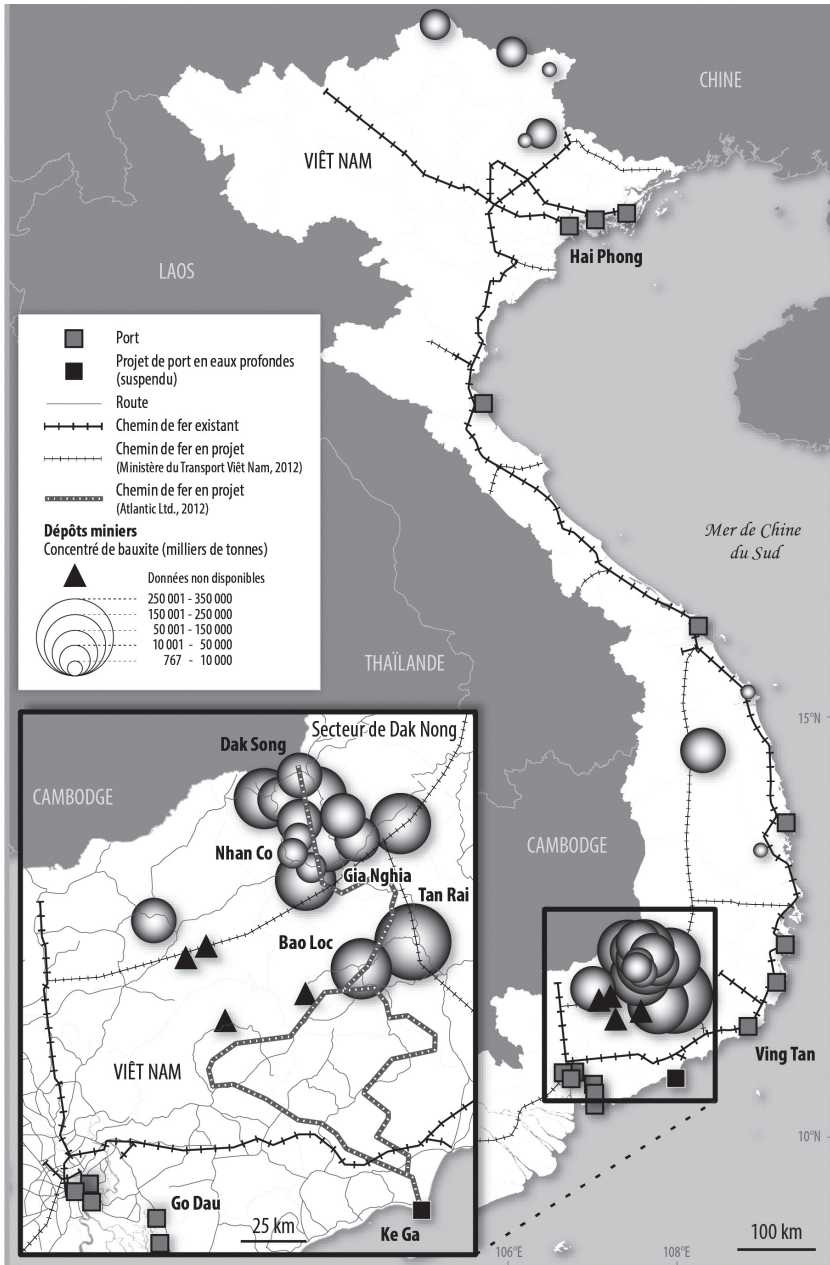 CHINE
VIÊT NAM
Hai Phong
LAOS
Port
Projet de port en eaux profondes
(suspendu)
Route
Chemin de fer existant
Chemin de fer en projet
(Ministère du Transport Viêt Nam, 2012)
Chemin de fer en projet
(Atlantic Ltd., 2012)
Dépôts miniers
Concentré de bauxite (milliers de tonnes)
Données non disponibles
250 001 - 350 000
150 001 - 250 000
50 001 - 150 000
10 001 - 50 000
767 - 10 000
Mer de Chine
du Sud
THAÏLANDE
15°N
CAMBODGE
Ving Tan
10°N
106°E
108°E
100 km
Secteur de Dak Nong
Dak Song
CAMBODGE
Nhan Co
Gia Nghia
Tan Rai
Bao Loc
VIÊT NAM
Go Dau
25 km
Ke Ga